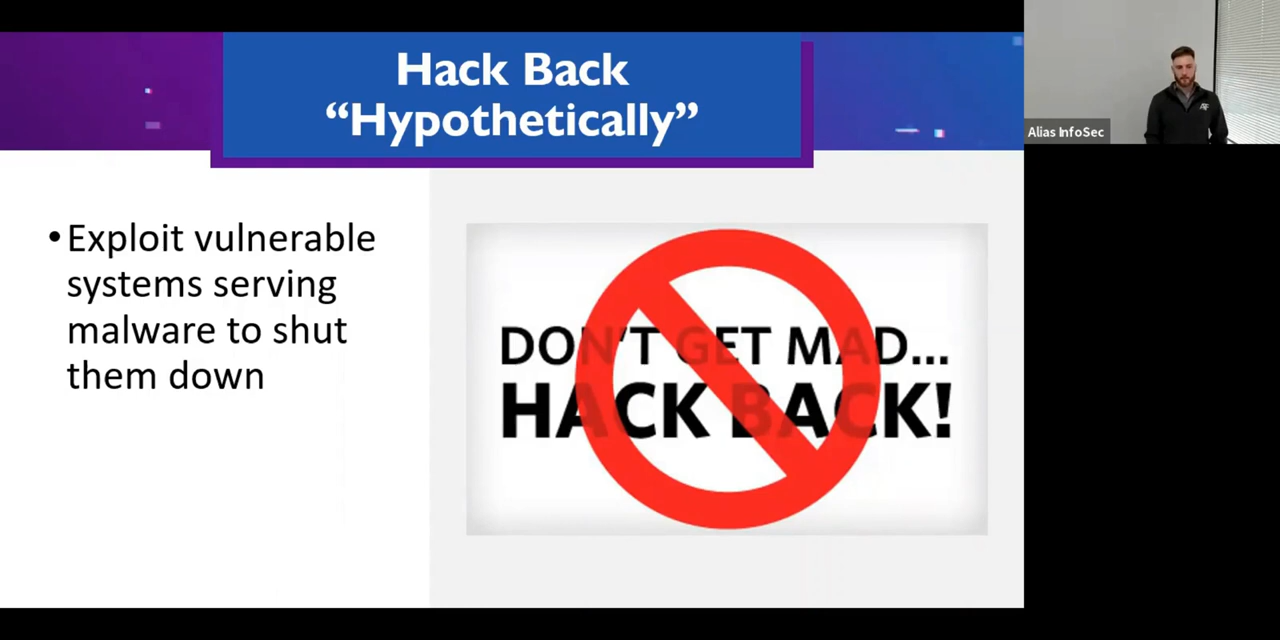 Hack Back
“Hypothetically”
•Exploit vulnerable
systems serving
malware to shut
them down
DON'T GET MAD...
HACK BACK!
Alias InfoSec